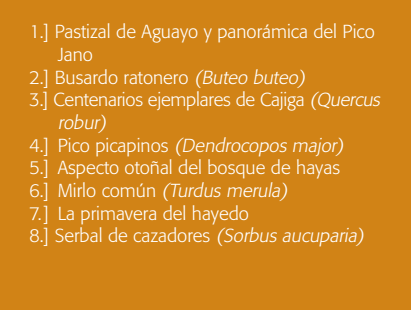 1.] Pastizal de Aguayo y panorámica del Pico
Jano
2.] Busardo ratonero (Buteo buteo)
3.] Centenarios ejemplares de Cajiga (Quercus
robur)
4.] Pico picapinos (Dendrocopos major)
5.] Aspecto otoñal del bosque de hayas
6.] Mirlo común (Turdus merula)
7.] La primavera del hayedo
8.] Serbal de cazadores (Sorbus aucuparia)